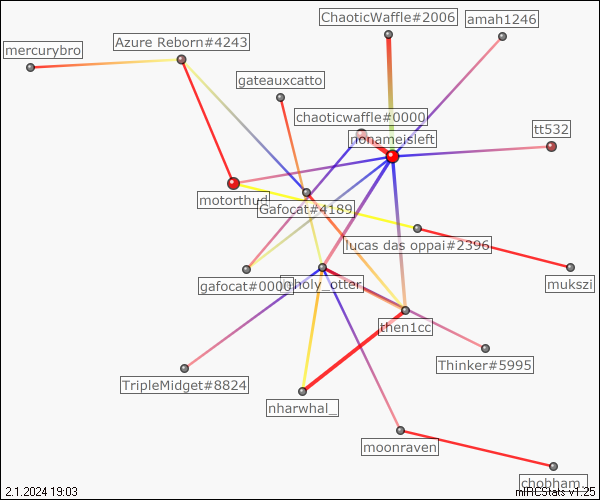 ChaoticWaffle#2006
amah1246
mercurybro
Azure Reborn#4243
gateauxcatto
chaoticwaffle#0000
nonameisleft
tt532
motorthud
Gafocat#4189
lucas das oppai#2396
gafocat#0000
holy_otter
mukszi
then1cc
Thinker#5995
TripleMidget#8824
nharwhal_
moonraven
chobham_
2.1.2024 19:03
mIRCStats v1.25